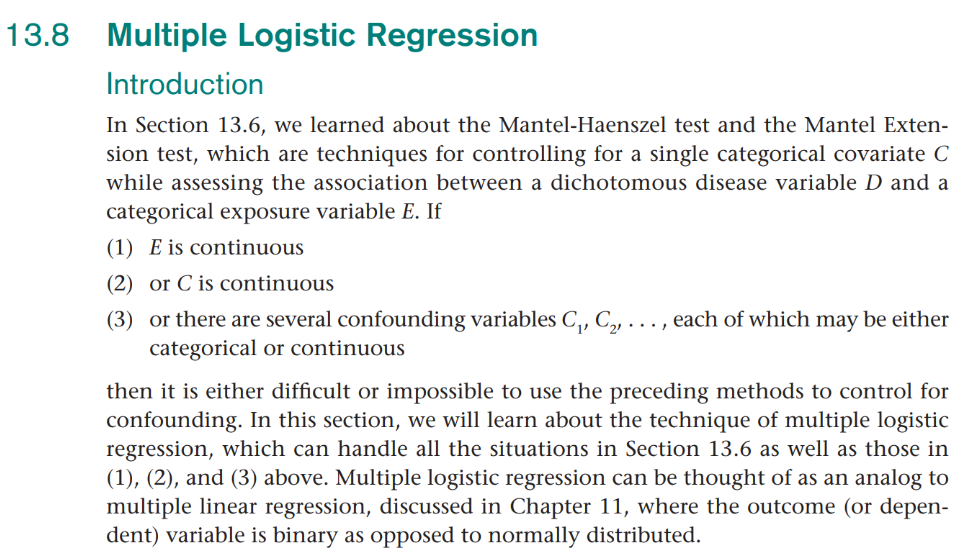 13.8 Multiple Logistic Regression
Introduction
In Section 13.6, we learned about the Mantel-Haenszel test and the Mantel Exten-
sion test, which are techniques for controlling for a single categorical covariate C
while assessing the association between a dichotomous disease variable D and a
categorical exposure variable E. If
(1) E is continuous
(2) or C is continuous
(3) or there are several confounding variables C₁, C₂, . . . , each of which may be either
categorical or continuous
then it is either difficult or impossible to use the preceding methods to control for
confounding. In this section, we will learn about the technique of multiple logistic
regression, which can handle all the situations in Section 13.6 as well as those in
(1), (2), and (3) above. Multiple logistic regression can be thought of as an analog to
multiple linear regression, discussed in Chapter 11, where the outcome (or depen-
dent) variable is binary as opposed to normally distributed.